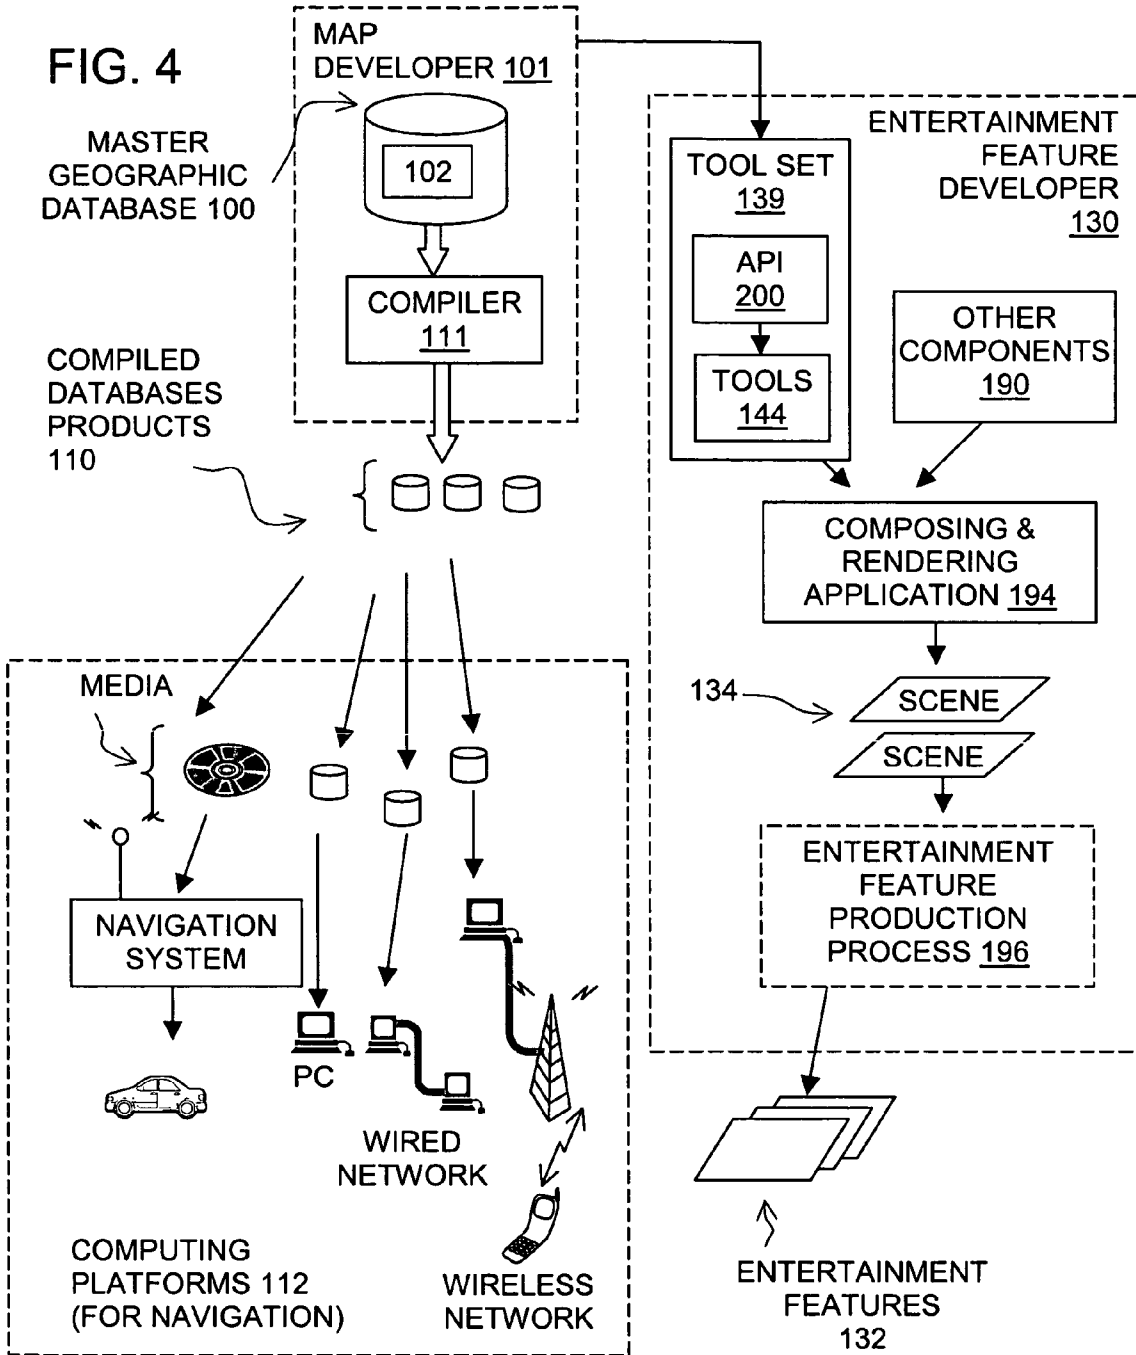 FIG. 4
MAP
DEVELOPER 101
MASTER
GEOGRAPHIC
DATABASE 100
102
COMPILER
111
COMPILED
DATABASES
PRODUCTS
110
MEDIA
NAVIGATION
SYSTEM
PC
WIRED
NETWORK
WIRELESS
NETWORK
COMPUTING
PLATFORMS 112
(FOR NAVIGATION)
ENTERTAINMENT
FEATURE
DEVELOPER
130
TOOL SET
139
API
200
TOOLS
144
OTHER
COMPONENTS
190
COMPOSING &
RENDERING
APPLICATION 194
134
SCENE
SCENE
ENTERTAINMENT
FEATURE
PRODUCTION
PROCESS 196
ENTERTAINMENT
FEATURES
132